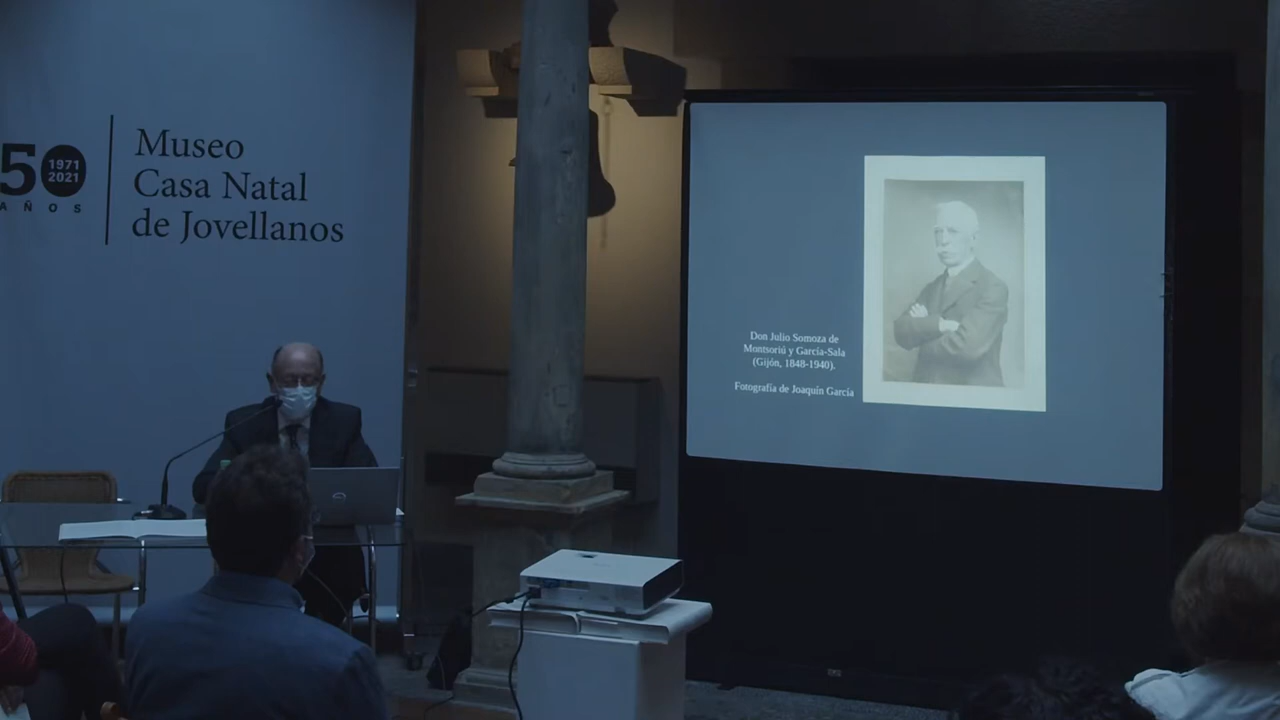 50
1971
2021
AÑOS
Museo
Casa Natal
de Jovellanos
Don Julio Somoza de
Montsoriú y García-Sala
(Gijón, 1848-1940).
Fotografía de Joaquín García